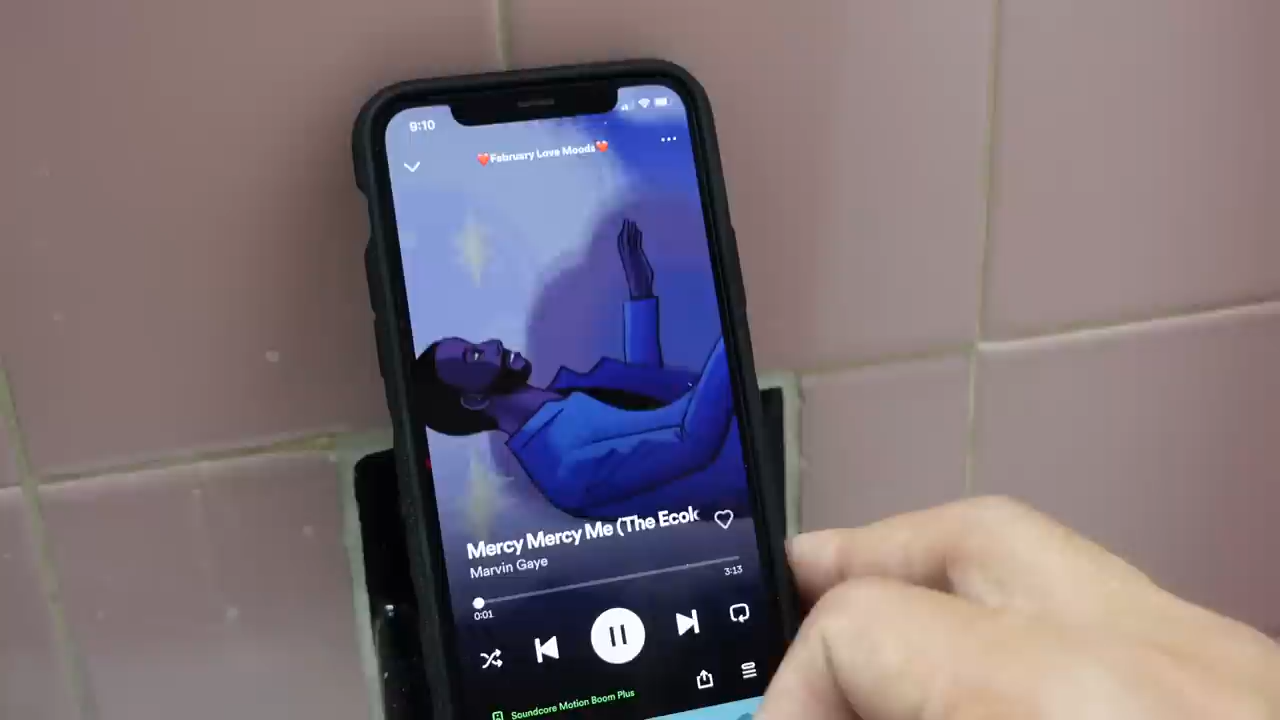 9:10
❤️February Love Moods❤️
Mercy Mercy Me (The Ecok
Marvin Gaye
0:01
3:13
Soundcore Motion Boom Plus